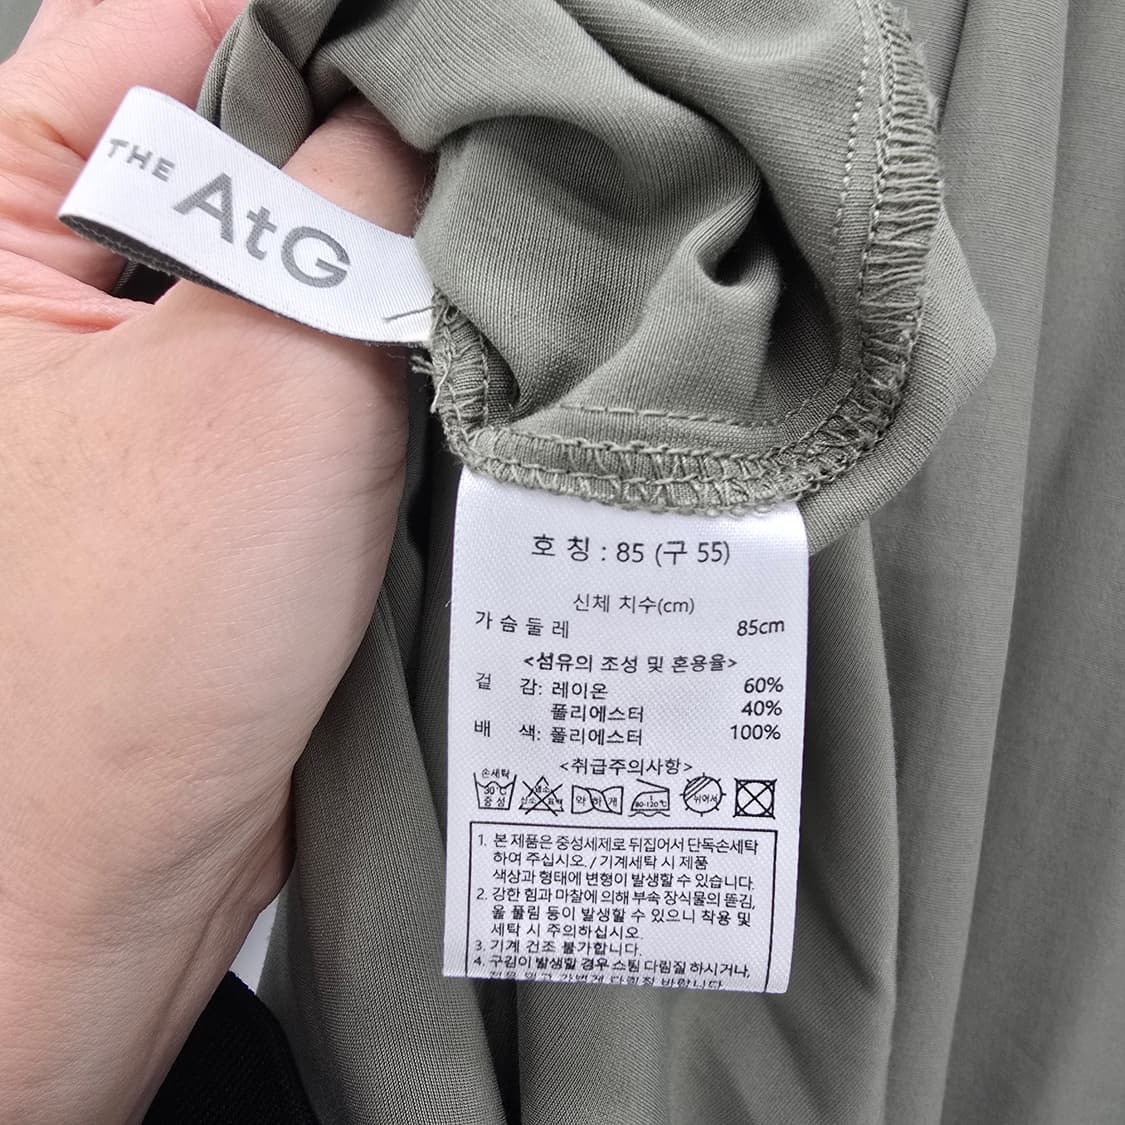 THE
AtG
호 칭 : 85 (구 55)
신체 치수(cm)
가 슴 둘 레 85cm
<섬유의 조성 및 혼용율>
겉 감: 레이온 60%
폴리에스터 40%
배 색: 폴리에스터 100%
<취급주의사항>
손세탁
30℃
중성
염소
산소 표백
약 하 게
80-120℃
뉘어서
1. 본 제품은 중성세제로 뒤집어서 단독손세탁
하여 주십시오. / 기계세탁 시 제품
색상과 형태에 변형이 발생할 수 있습니다.
2. 강한 힘과 마찰에 의해 부속 장식물의 뜯김,
올 풀림 등이 발생할 수 있으니 착용 및
세탁 시 주의하십시오.
3. 기계 건조 불가합니다.
4. 구김이 발생할 경우 스팀 다림질 하시거나,